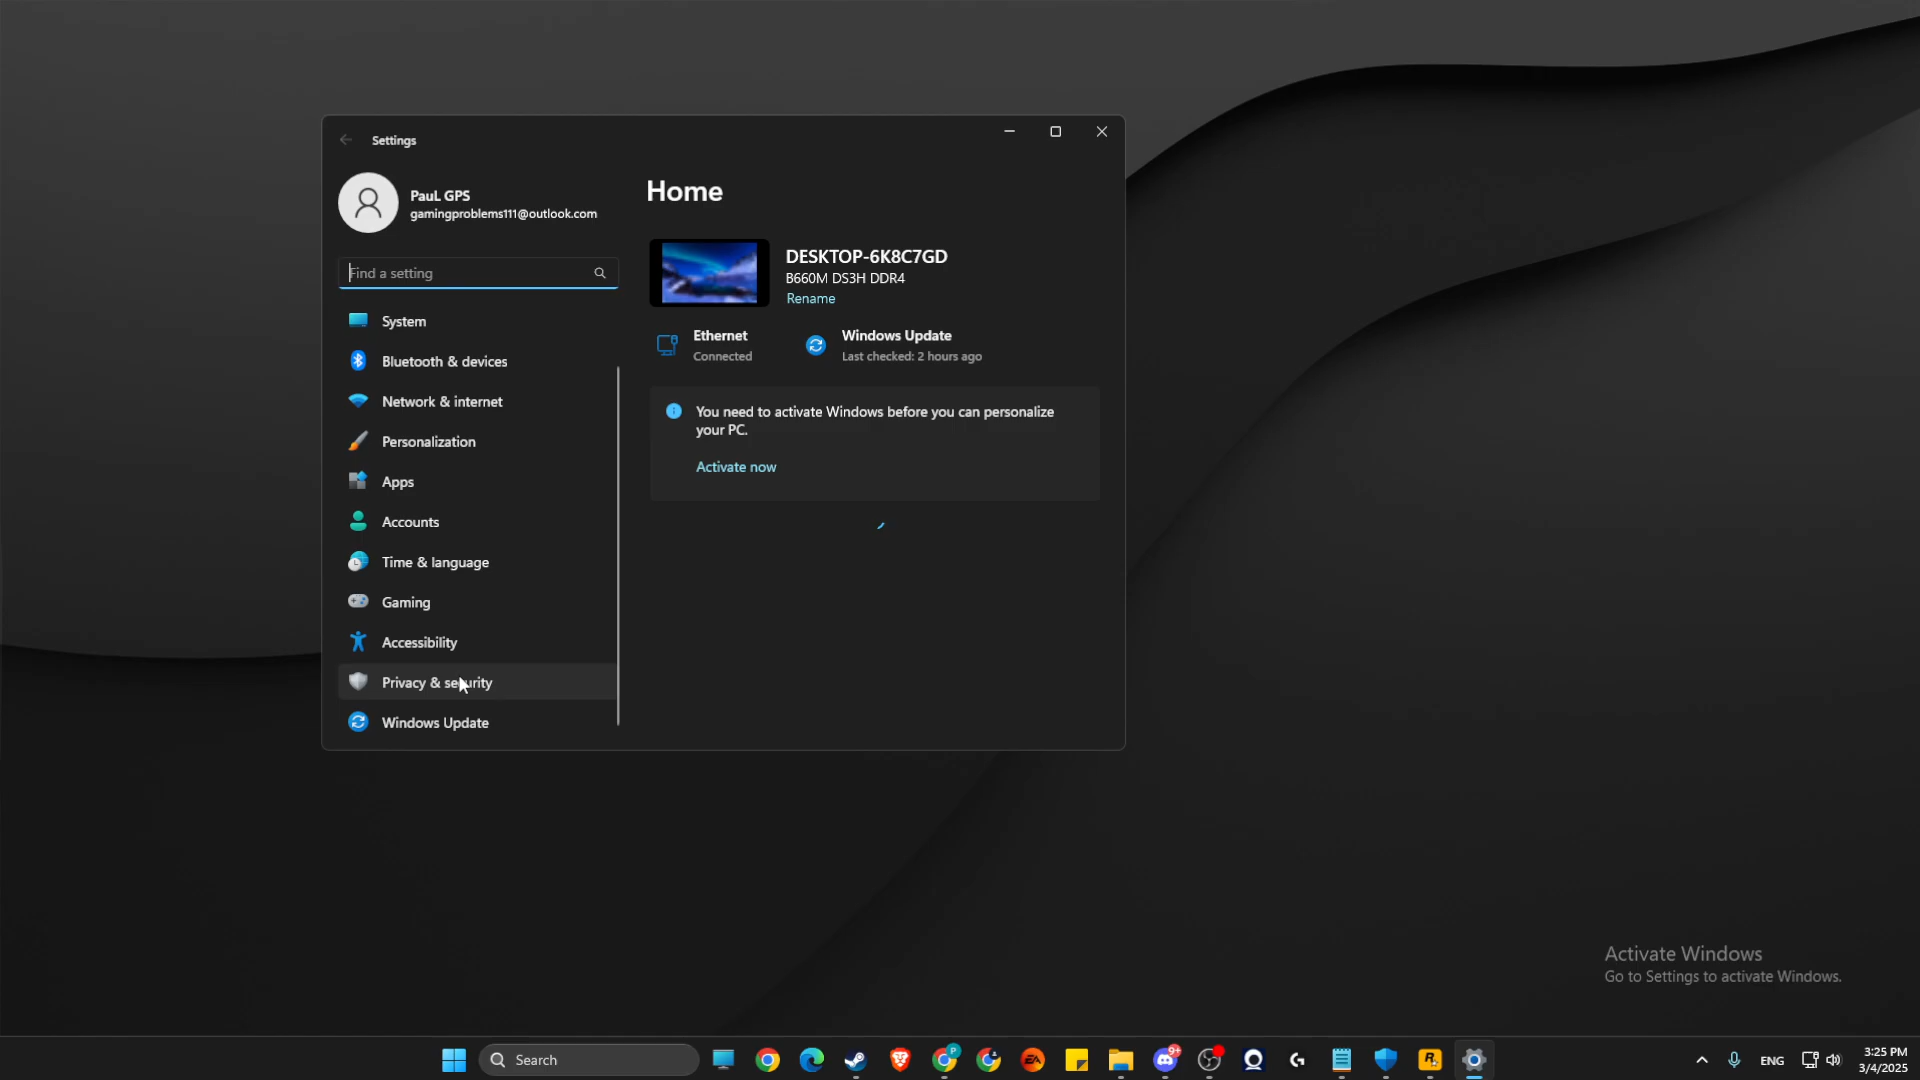 Settings
PauL GPS
gamingproblems111@outlook.com
Find a setting
System
Bluetooth & devices
Network & internet
Personalization
Apps
Accounts
Time & language
Gaming
Accessibility
Privacy & security
Windows Update
Home
DESKTOP-6K8C7GD
B660M DS3H DDR4
Rename
Ethernet
Connected
Windows Update
Last checked: 2 hours ago
You need to activate Windows before you can personalize
your PC.
Activate now
Activate Windows
Go to Settings to activate Windows.
Search
P
EA
9+
R
ENG
3:25 PM
3/4/2025